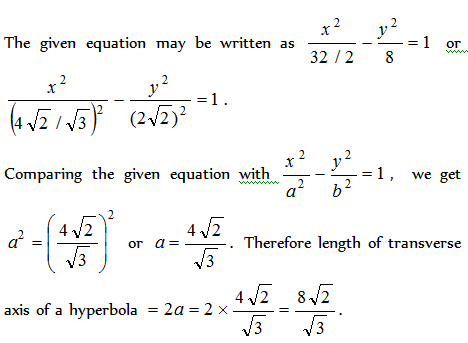 The given equation may be written as x²/(32 / 2) − y²/8 = 1 or
x²/(4√2 / √3)² − y²/(2√2)² = 1.
Comparing the given equation with x²/a² − y²/b² = 1, we get
a² = (4√2/√3)² or a = 4√2/√3. Therefore length of transverse
axis of a hyperbola = 2a = 2 × 4√2/√3 = 8√2/√3.